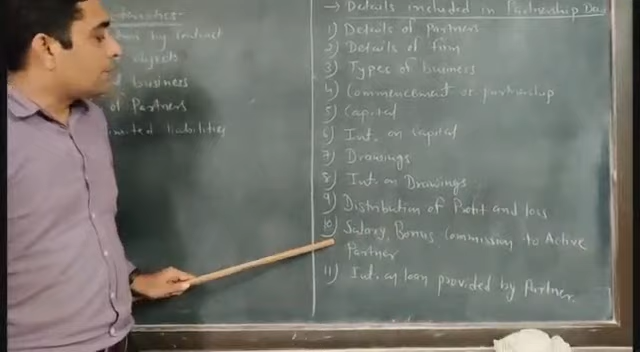 by contract
objects
business
of Partners
limited liabilities
→ Details included in Partnership De
1) Details of Partners
2) Details of firm
3) Types of business
4) Commencement of partnership
5) Capital
6) Int. on Capital
7) Drawings
8) Int. on Drawings
9) Distribution of Profit and loss
10) Salary, Bonus Commission to Active
Partner
11) Int. on loan provided by Partner.